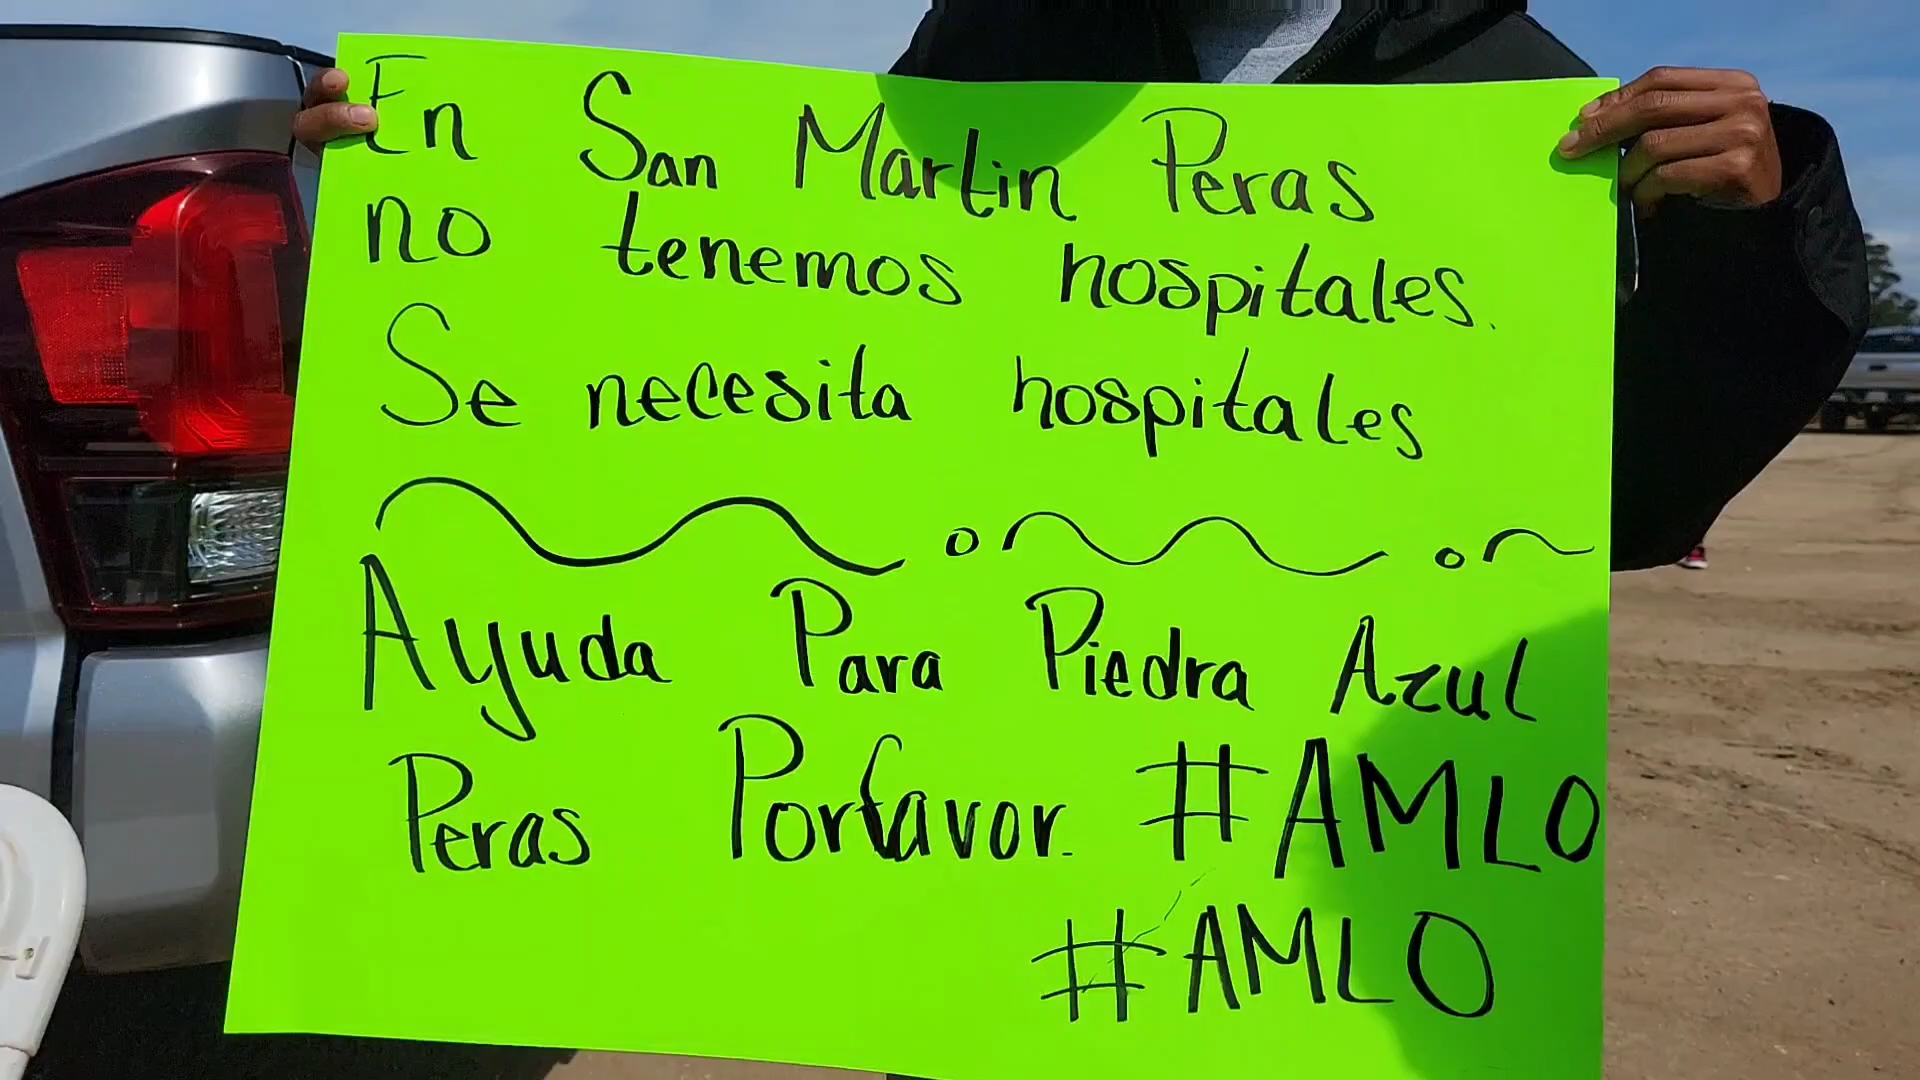 En San Martin Peras
no tenemos hospitales.
Se necesita hospitales
Ayuda Para Piedra Azul
Peras Porfavor. #AMLO
#AMLO